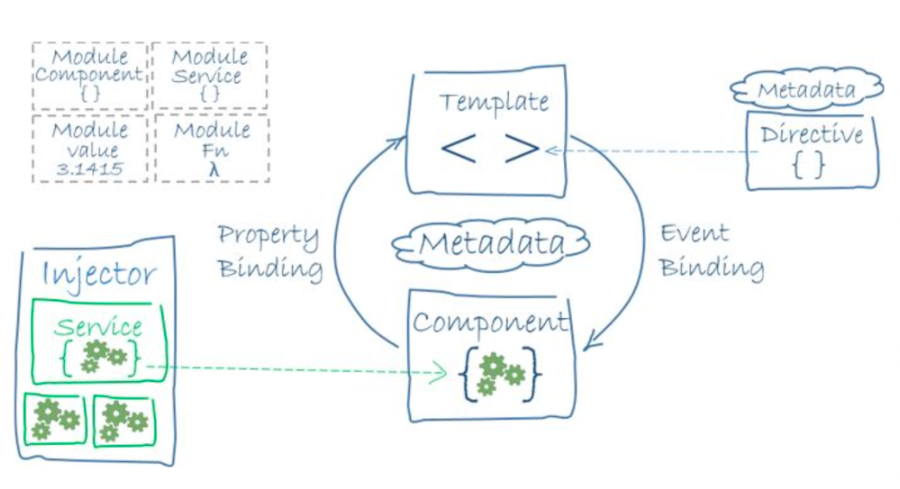 Module
Component
{ }
Module
Service
{ }
Module
value
3.1415
Module
Fn
λ
Template
< >
Metadata
Directive
{ }
Property
Binding
Metadata
Event
Binding
Injector
Service
{ }
Component
{ }